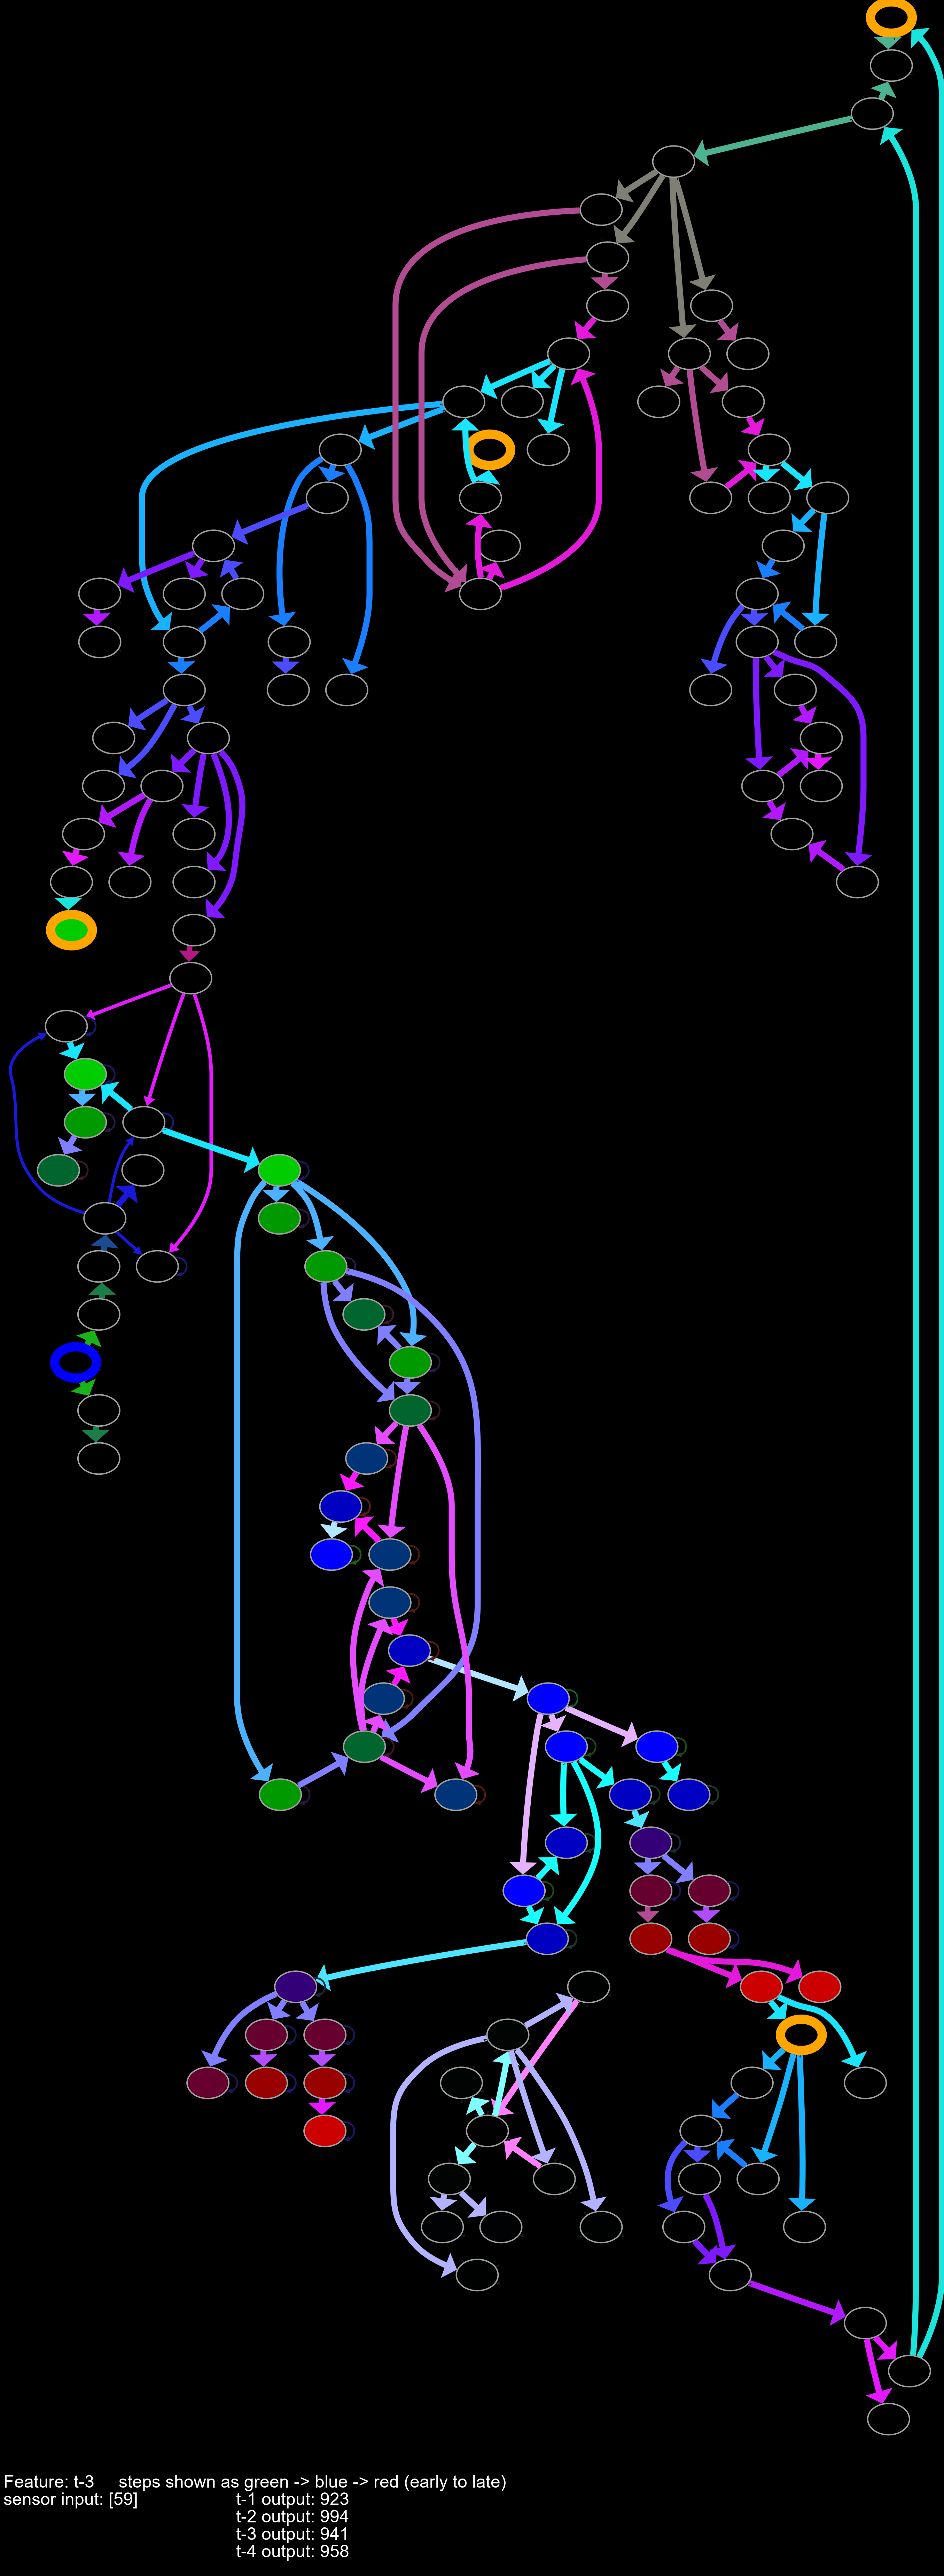 Feature: t-3     steps shown as green -> blue -> red (early to late)
sensor input: [59]     t-1 output: 923
t-2 output: 994
t-3 output: 941
t-4 output: 958